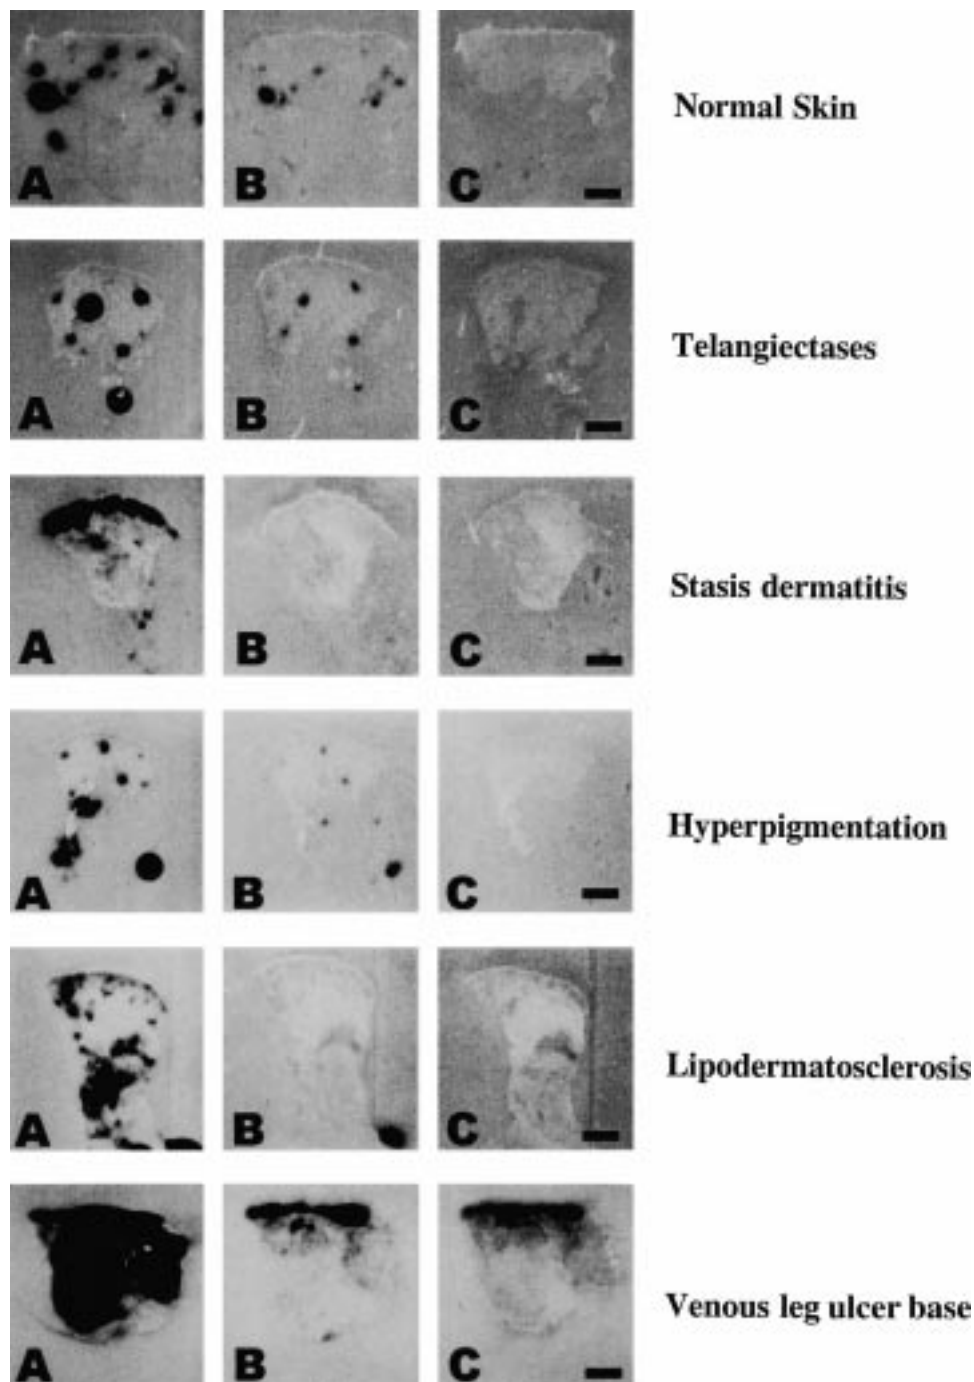 A B C Normal Skin
A B C Telangiectases
A B C Stasis dermatitis
A B C Hyperpigmentation
A B C Lipodermatosclerosis
A B C Venous leg ulcer base